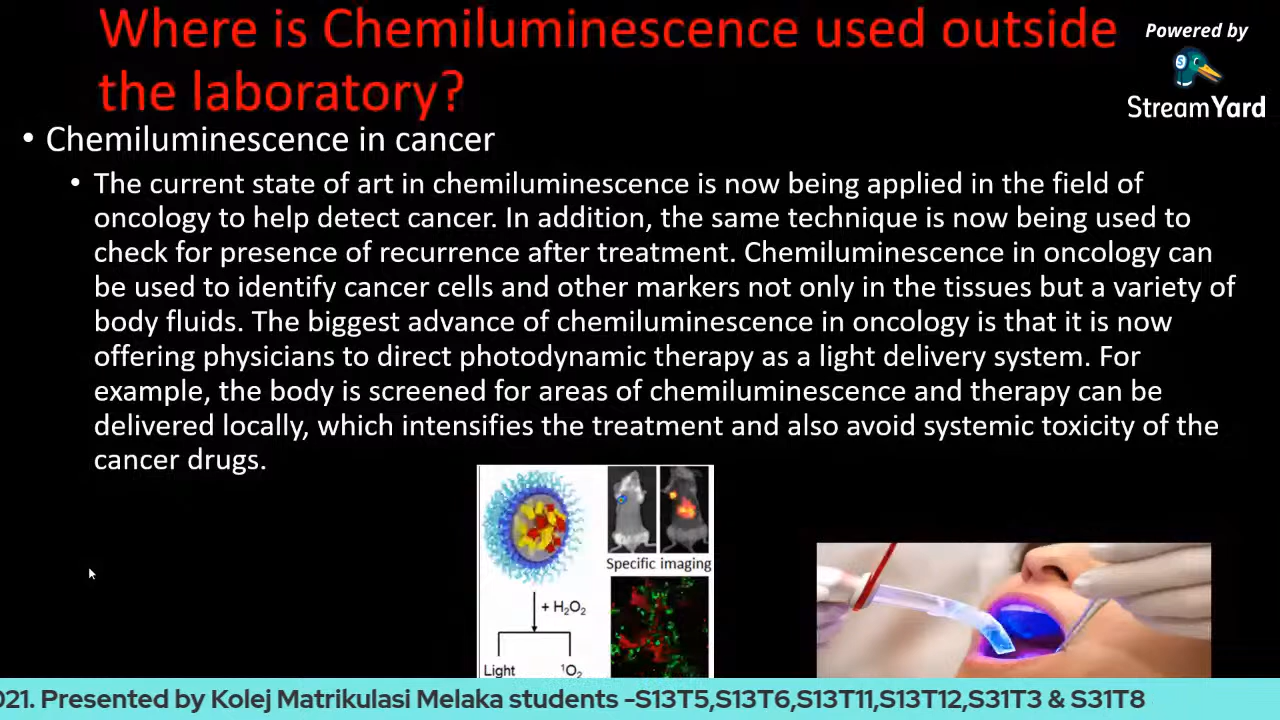 Where is Chemiluminescence used outside
the laboratory?
Powered by
StreamYard
• Chemiluminescence in cancer
• The current state of art in chemiluminescence is now being applied in the field of
oncology to help detect cancer. In addition, the same technique is now being used to
check for presence of recurrence after treatment. Chemiluminescence in oncology can
be used to identify cancer cells and other markers not only in the tissues but a variety of
body fluids. The biggest advance of chemiluminescence in oncology is that it is now
offering physicians to direct photodynamic therapy as a light delivery system. For
example, the body is screened for areas of chemiluminescence and therapy can be
delivered locally, which intensifies the treatment and also avoid systemic toxicity of the
cancer drugs.
Specific imaging
+ H₂O₂
Light
¹O₂
021. Presented by Kolej Matrikulasi Melaka students -S13T5,S13T6,S13T11,S13T12,S31T3 & S31T8